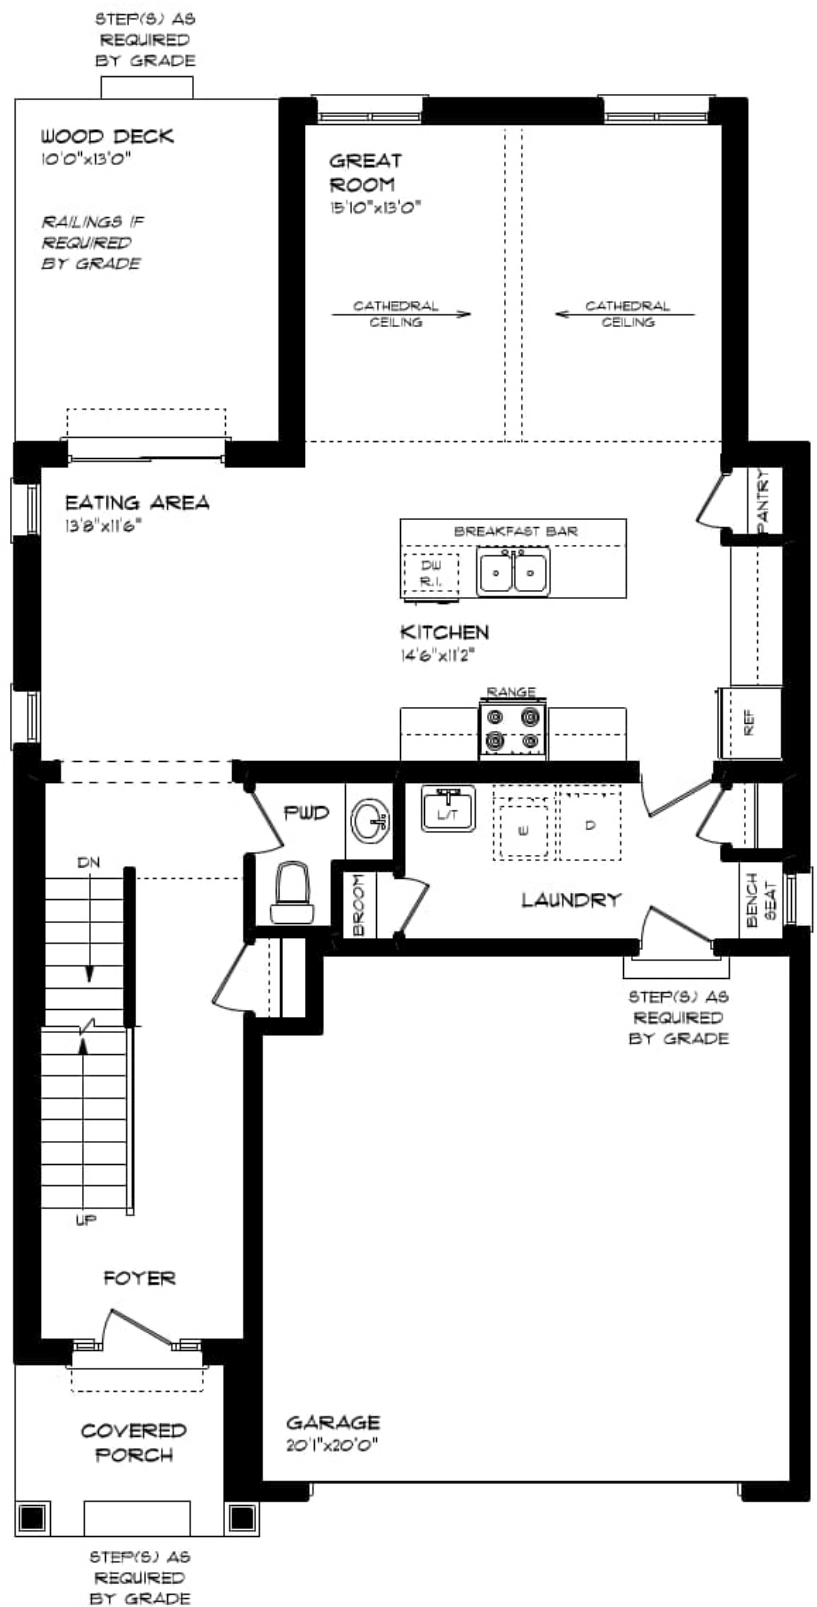 STEP(S) AS
REQUIRED
BY GRADE
WOOD DECK
10'0"x13'0"
RAILINGS IF
REQUIRED
BY GRADE
GREAT
ROOM
15'10"x13'0"
CATHEDRAL
CEILING
CATHEDRAL
CEILING
EATING AREA
13'8"x11'6"
PANTRY
BREAKFAST BAR
DW
R.I.
KITCHEN
14'6"x11'2"
RANGE
REF
PWD
L/T
W
D
DN
BROOM
LAUNDRY
BENCH
SEAT
STEP(S) AS
REQUIRED
BY GRADE
UP
FOYER
COVERED
PORCH
GARAGE
20'1"x20'0"
STEP(S) AS
REQUIRED
BY GRADE